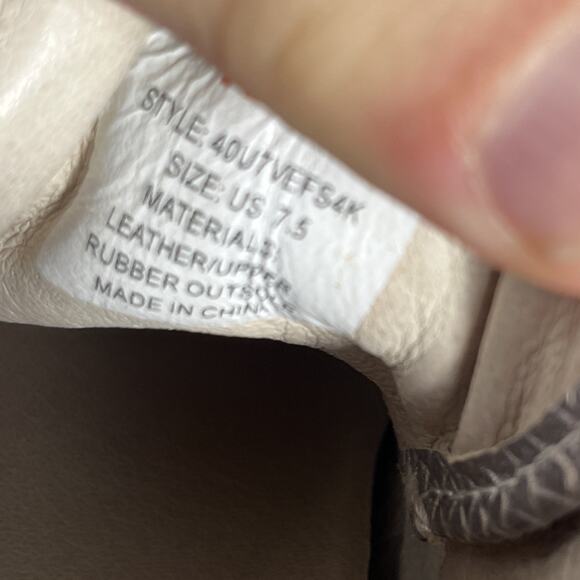 STYLE: 40U7VEFS4K
SIZE: US 7.5
MATERIALS
LEATHER/UPPER
RUBBER OUTSOLE
MADE IN CHINA